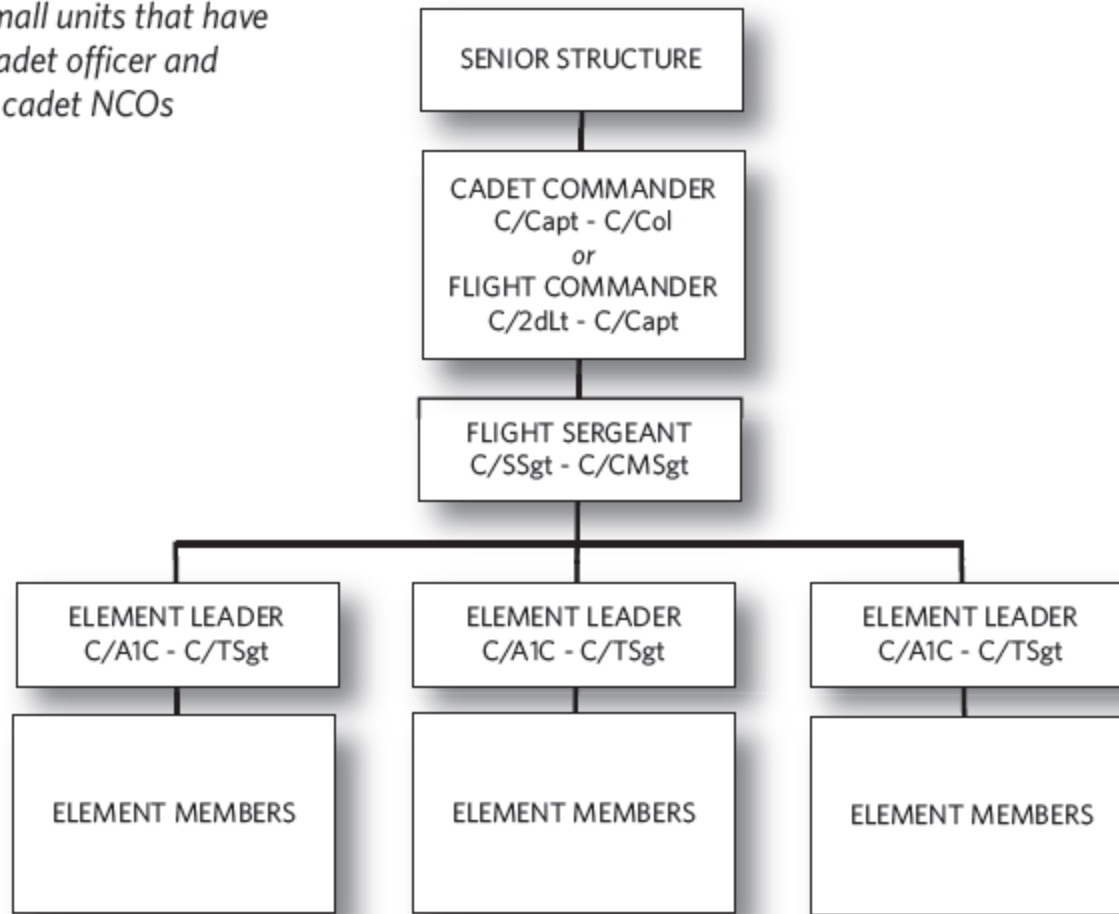 units that have
officer and
cadet NCOs
SENIOR STRUCTURE
CADET COMMANDER
C/Capt - C/Col
or
FLIGHT COMMANDER
C/2dLt - C/Capt
FLIGHT SERGEANT
C/SSgt - C/CMSgt
ELEMENT LEADER
C/A1C - C/TSgt
ELEMENT LEADER
C/A1C - C/TSgt
ELEMENT LEADER
C/A1C - C/TSgt
ELEMENT MEMBERS
ELEMENT MEMBERS
ELEMENT MEMBERS